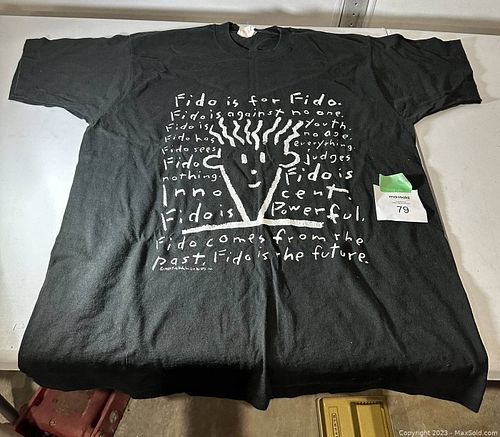 Fido is for Fido.
Fido is against no one.
Fido is Youth.
Fido has no age.
Fido sees everything.
Fido Judges
nothing. Fido is
Innocent.
Fido is Powerful.
Fido comes from the
past. Fido is the future.
maxsold
79
Copyright 2023 - MaxSold.com